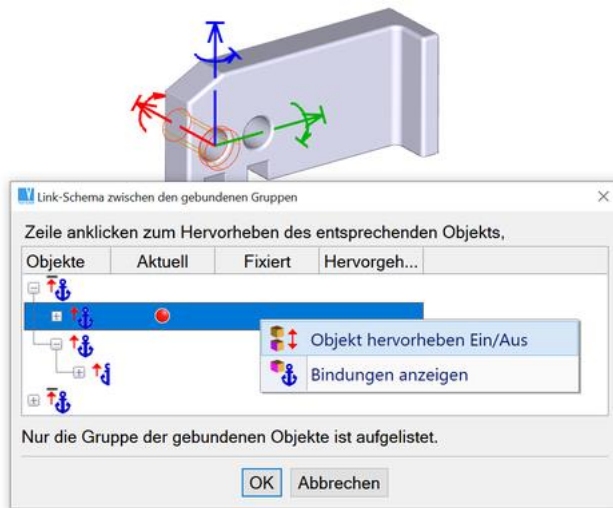 Link-Schema zwischen den gebundenen Gruppen
Zeile anklicken zum Hervorheben des entsprechenden Objekts,
Objekte Aktuell Fixiert Hervorgeh...
Objekt hervorheben Ein/Aus
Bindungen anzeigen
Nur die Gruppe der gebundenen Objekte ist aufgelistet.
OK Abbrechen